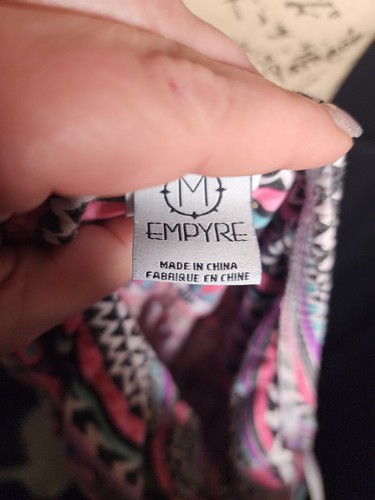 M
EMPYRE
MADE IN CHINA
FABRIQUE EN CHINE